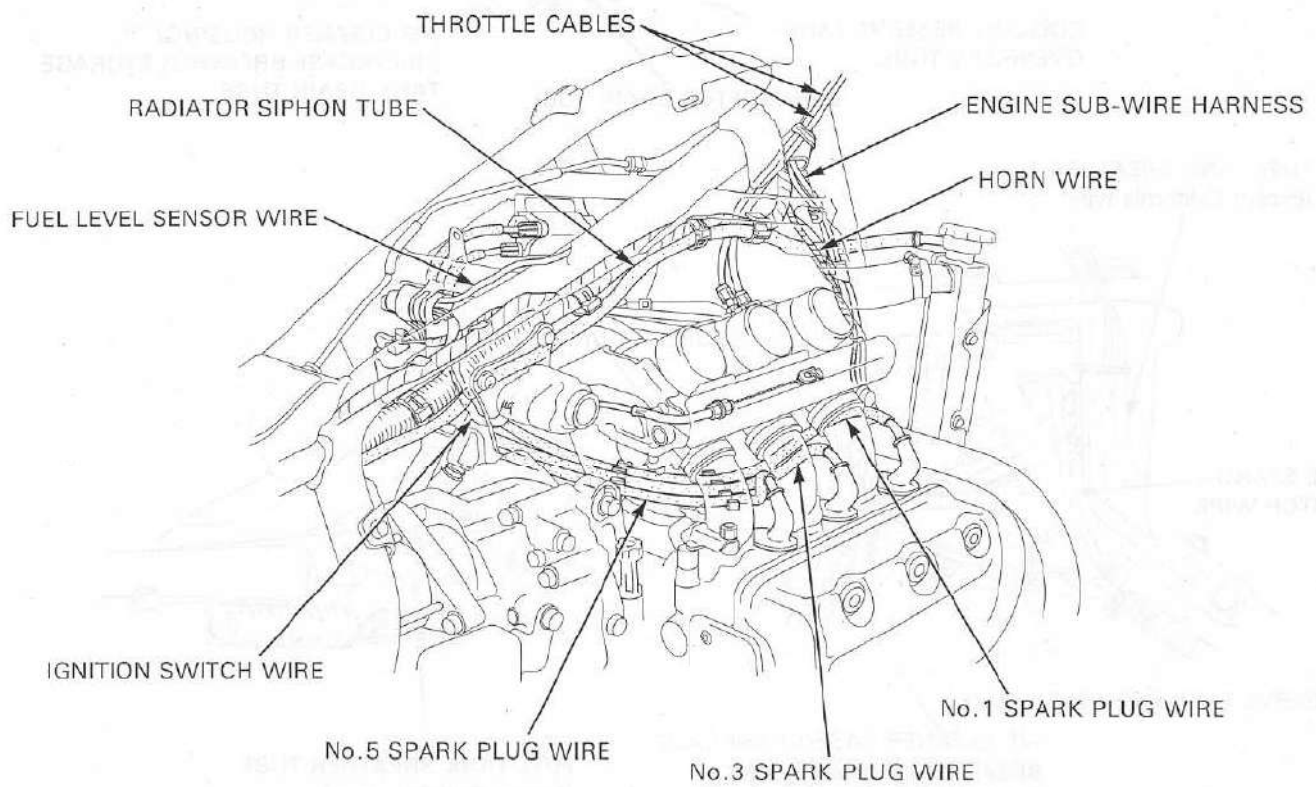 THROTTLE CABLES
RADIATOR SIPHON TUBE
ENGINE SUB-WIRE HARNESS
HORN WIRE
FUEL LEVEL SENSOR WIRE
IGNITION SWITCH WIRE
No.1 SPARK PLUG WIRE
No.5 SPARK PLUG WIRE
No.3 SPARK PLUG WIRE